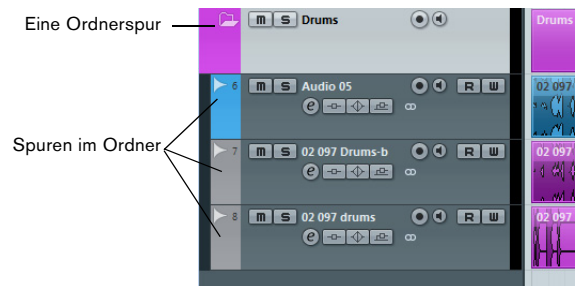 Eine Ordnerspur
m S Drums
Drums
6 m S Audio 05 R W
02 097
e
Spuren im Ordner
7 m S 02 097 Drums-b R W
02 097
e
8 m S 02 097 drums R W
02 097
e